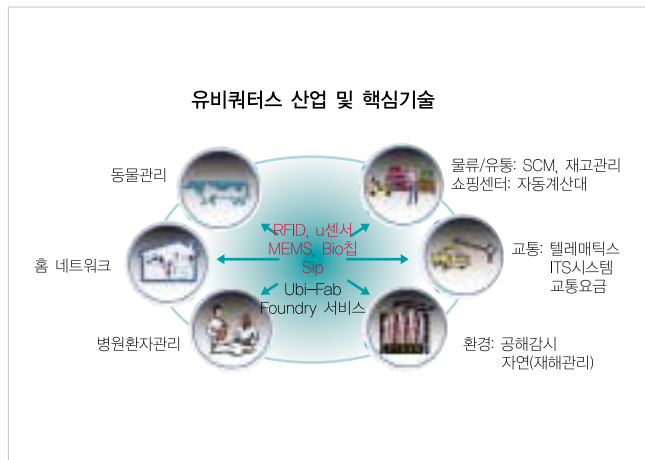 유비쿼터스 산업 및 핵심기술
동물관리
물류/유통: SCM, 재고관리
쇼핑센터: 자동계산대
RFID, u센서
MEMS, Bio칩
Sip
홈 네트워크
교통: 텔레매틱스
ITS시스템
교통요금
Ubi-Fab
Foundry 서비스
병원환자관리
환경: 공해감시
자연(재해관리)